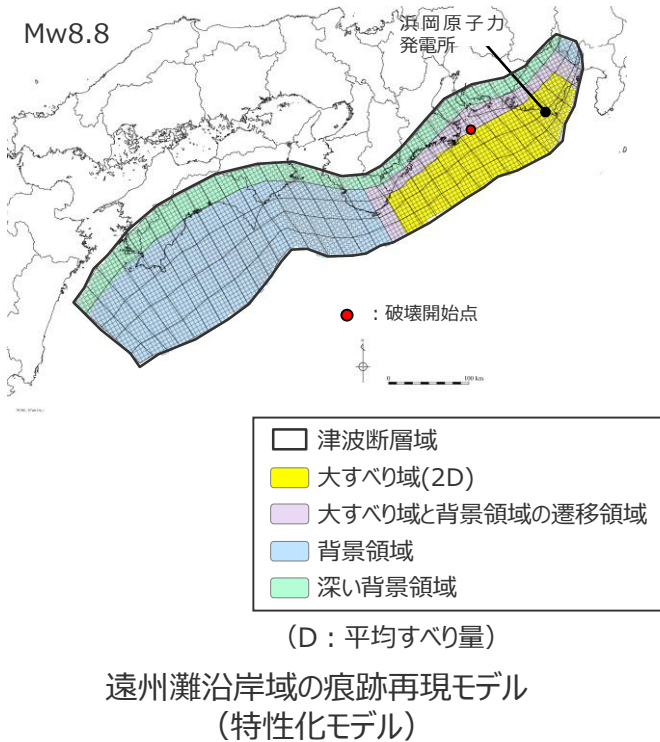 Mw8.8
浜岡原子力
発電所
：破壊開始点
0 100 km
津波断層域
大すべり域(2D)
大すべり域と背景領域の遷移領域
背景領域
深い背景領域
（D：平均すべり量）
遠州灘沿岸域の痕跡再現モデル
（特性化モデル）